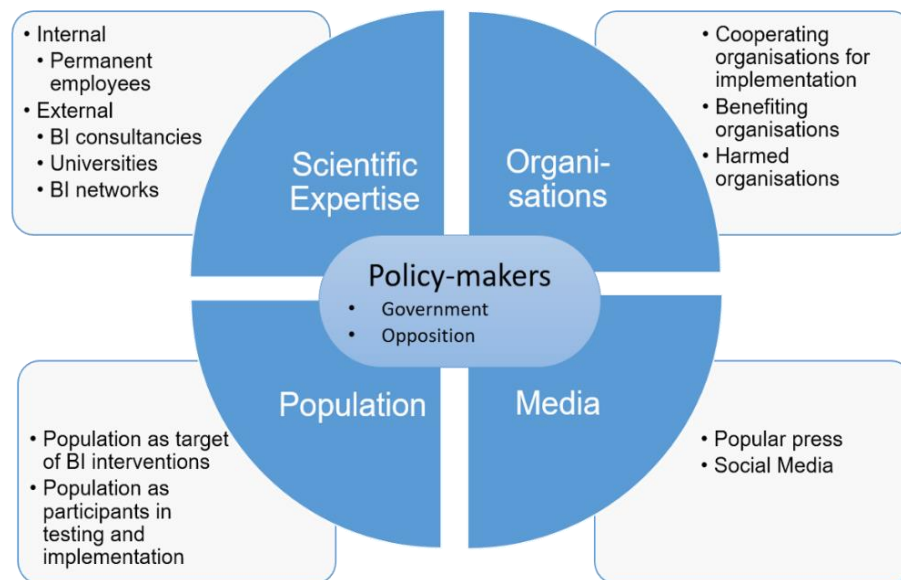 • Internal
• Permanent
employees
• External
• BI consultancies
• Universities
• BI networks
Scientific
Expertise
Organi-
sations
• Cooperating
organisations for
implementation
• Benefiting
organisations
• Harmed
organisations
Policy-makers
• Government
• Opposition
Population
Media
• Population as target
of BI interventions
• Population as
participants in
testing and
implementation
• Popular press
• Social Media